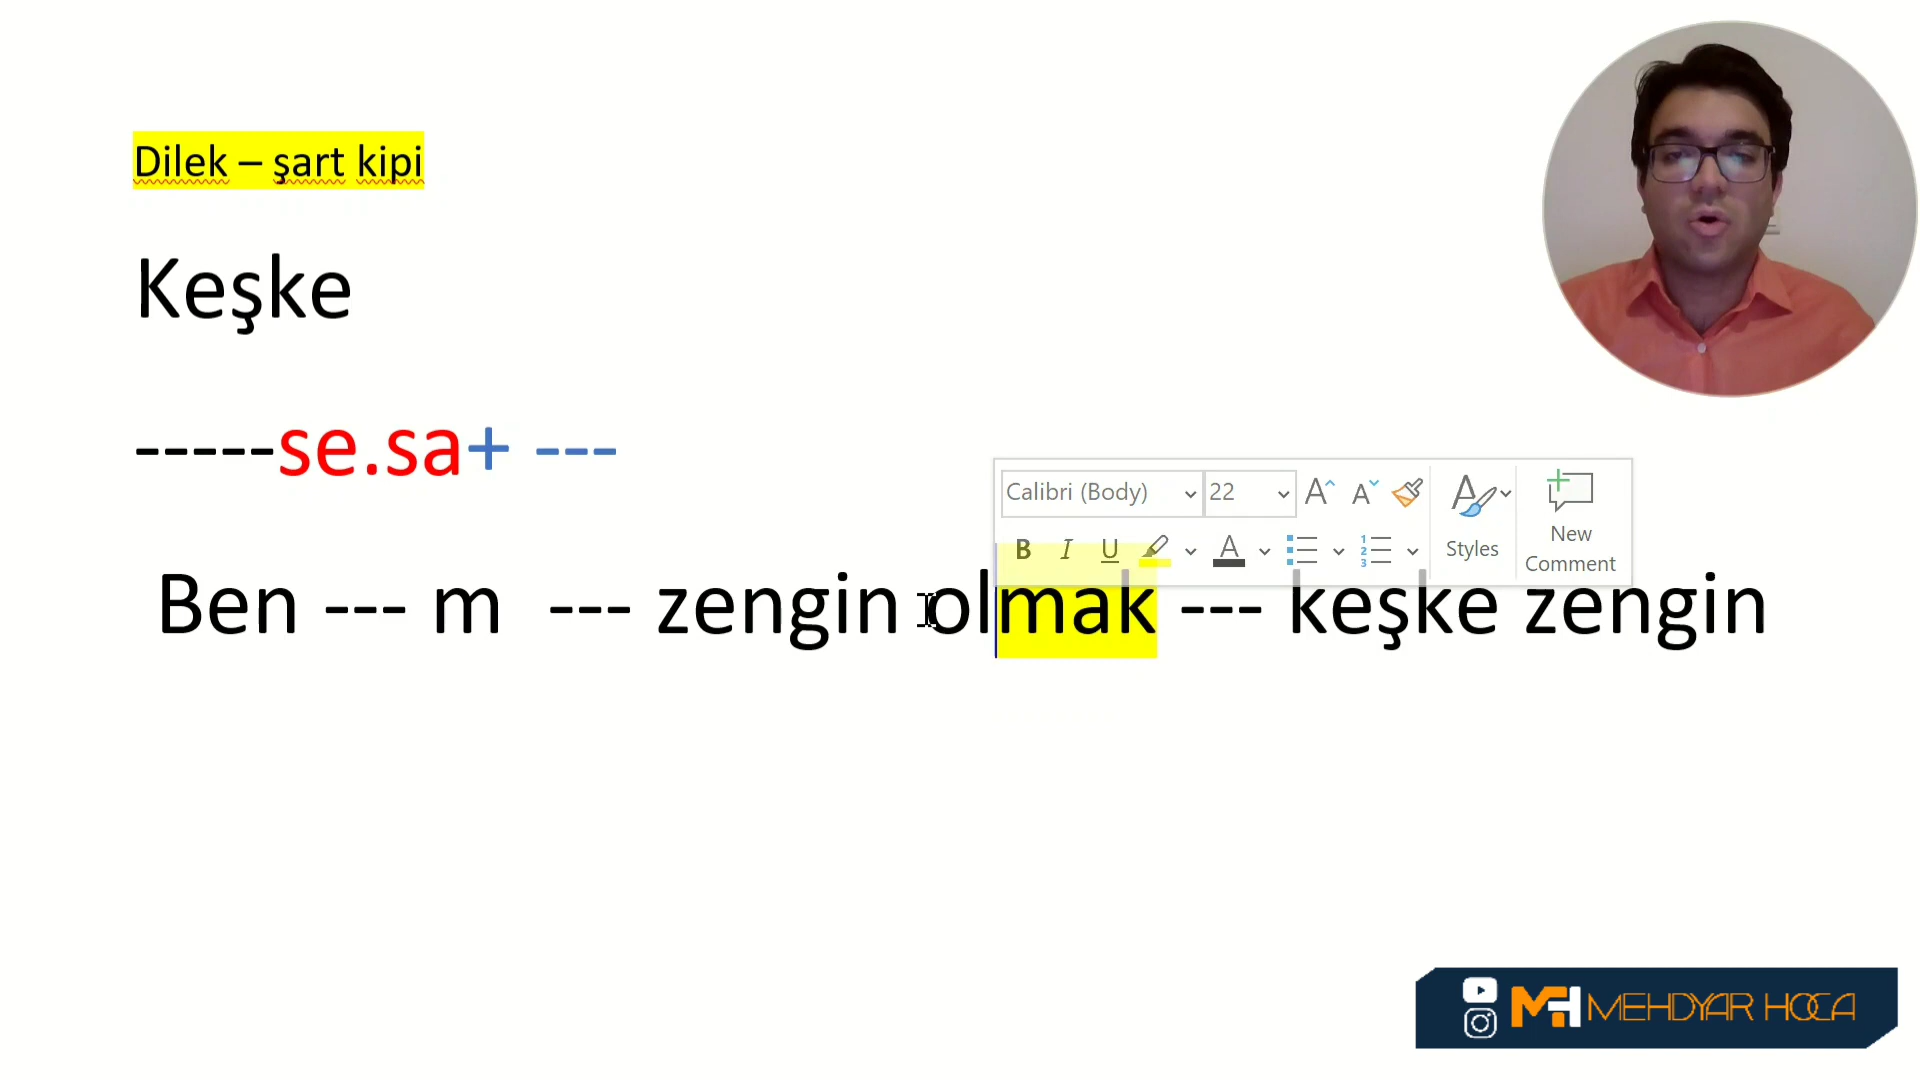 Dilek – şart kipi
Keşke
-----se.sa+ ---
Calibri (Body) 22
B I U A Styles New Comment
Ben --- m --- zengin olmak --- keşke zengin
MH MEHDYAR HOCA